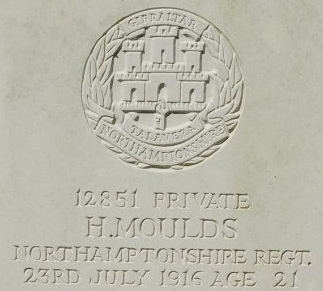 GIBRALTAR
TALAVERA
NORTHAMPTONSHIRE
12851 PRIVATE
H.MOULDS
NORTHAMPTONSHIRE REGT.
23RD JULY 1916 AGE 21